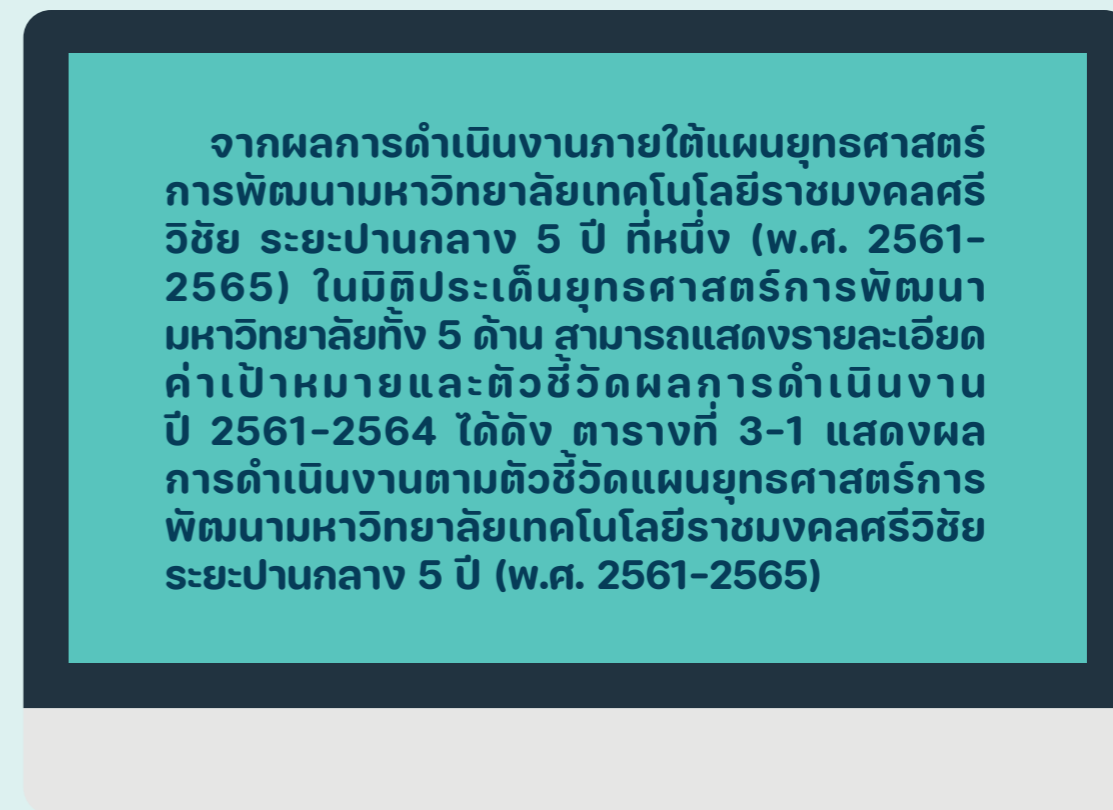 จากผลการดำเนินงานภายใต้แผนยุทธศาสตร์
การพัฒนามหาวิทยาลัยเทคโนโลยีราชมงคลศรี
วิชัย ระยะปานกลาง 5 ปี ที่หนึ่ง (พ.ศ. 2561-
2565) ในมิติประเด็นยุทธศาสตร์การพัฒนา
มหาวิทยาลัยทั้ง 5 ด้าน สามารถแสดงรายละเอียด
ค่าเป้าหมายและตัวชี้วัดผลการดำเนินงาน
ปี 2561-2564 ได้ดัง ตารางที่ 3-1 แสดงผล
การดำเนินงานตามตัวชี้วัดแผนยุทธศาสตร์การ
พัฒนามหาวิทยาลัยเทคโนโลยีราชมงคลศรีวิชัย
ระยะปานกลาง 5 ปี (พ.ศ. 2561-2565)